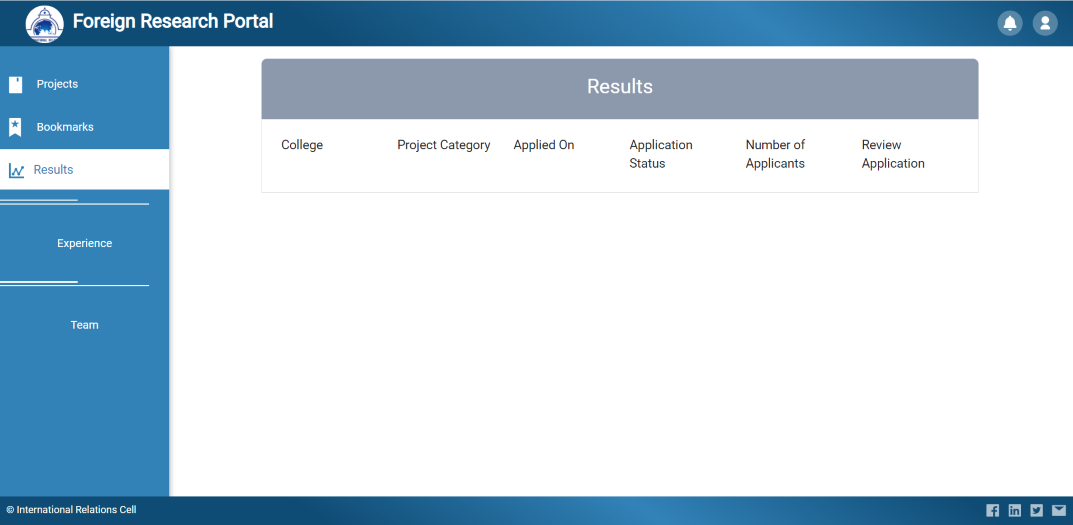 Foreign Research Portal
Projects
Bookmarks
Results
Experience
Team
Results
College
Project Category
Applied On
Application
Status
Number of
Applicants
Review
Application
© International Relations Cell